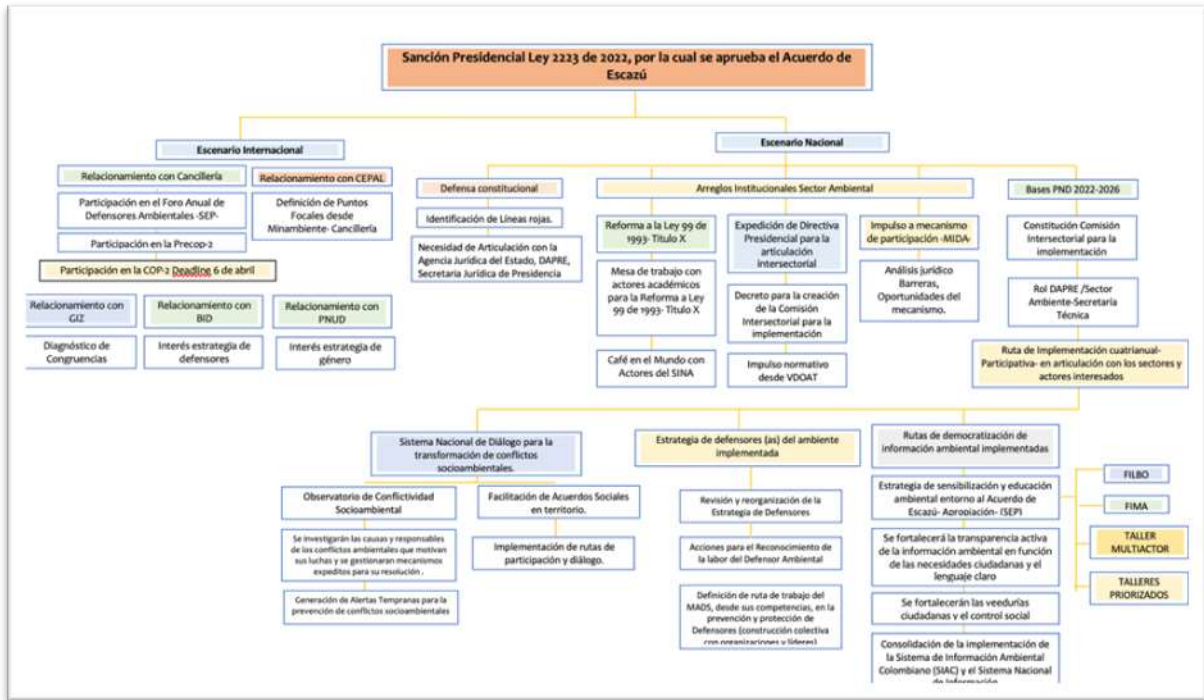 Sanción Presidencial Ley 2223 de 2022, por la cual se aprueba el Acuerdo de
Escazú
Escenario Internacional
Relacionamiento con Cancillería
Participación en el Foro Anual de
Defensores Ambientales -SEP-
Participación en la Precop-2
Participación en la COP-2 Deadline 6 de abril
Relacionamiento con CEPAL
Definición de Puntos
Focales desde
Minambiente- Cancillería
Relacionamiento con
GIZ
Diagnóstico de
Congruencias
Relacionamiento con
BID
Interés estrategia de
defensores
Relacionamiento con
PNUD
Interés estrategia de
género
Escenario Nacional
Defensa constitucional
Identificación de Líneas rojas.
Necesidad de Articulación con la
Agencia Jurídica del Estado, DAPRE,
Secretaria Jurídica de Presidencia
Arreglos Institucionales Sector Ambiental
Reforma a la Ley 99 de
1993- Titulo X
Mesa de trabajo con
actores académicos
para la Reforma a Ley
99 de 1993- Titulo X
Café en el Mundo con
Actores del SINA
Expedición de Directiva
Presidencial para la
articulación
intersectorial
Decreto para la creación
de la Comisión
Intersectorial para la
implementación
Impulso normativo
desde VDOAT
Impulso a mecanismo
de participación -MIDA-
Análisis jurídico
Barreras,
Oportunidades del
mecanismo.
Bases PND 2022-2026
Constitución Comisión
Intersectorial para la
implementación
Rol DAPRE /Sector
Ambiente-Secretaría
Técnica
Ruta de Implementación cuatrianual-
Participativa- en articulación con los sectores y
actores interesados
Sistema Nacional de Diálogo para la
transformación de conflictos
socioambientales.
Observatorio de Conflictividad
Socioambiental
Se investigarán las causas y responsables
de los conflictos ambientales que motivan
sus luchas y se gestionaran mecanismos
expeditos para su resolución .
Generación de Alertas Tempranas para la
prevención de conflictos socioambientales
Facilitación de Acuerdos Sociales
en territorio.
Implementación de rutas de
participación y diálogo.
Estrategia de defensores (as) del ambiente
implementada
Revisión y reorganización de la
Estrategia de Defensores
Acciones para el Reconocimiento de
la labor del Defensor Ambiental
Definición de ruta de trabajo del
MADS, desde sus competencias, en la
prevención y protección de
Defensores (construcción colectiva
con organizaciones y líderes)
Rutas de democratización de
información ambiental implementadas
Estrategia de sensibilización y educación
ambiental entorno al Acuerdo de
Escazú- Apropiación- (SEP)
Se fortalecerá la transparencia activa
de la información ambiental en función
de las necesidades ciudadanas y el
lenguaje claro
Se fortalecerán las veedurías
ciudadanas y el control social
Consolidación de la implementación de
la Sistema de Información Ambiental
Colombiano (SIAC) y el Sistema Nacional
de Información
FILBO
FIMA
TALLER
MULTIACTOR
TALLERES
PRIORIZADOS